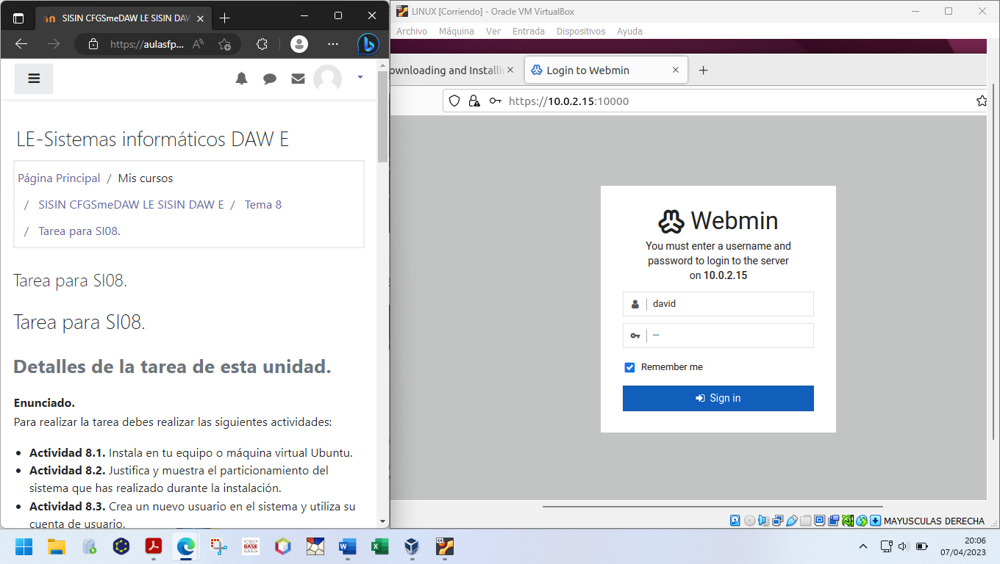 SISIN CFGSmeDAW LE SISIN DAW
https://aulasfp...
LE-Sistemas informáticos DAW E
Página Principal / Mis cursos
/ SISIN CFGSmeDAW LE SISIN DAW E / Tema 8
/ Tarea para SI08.
Tarea para SI08.
Tarea para SI08.
Detalles de la tarea de esta unidad.
Enunciado.
Para realizar la tarea debes realizar las siguientes actividades:
Actividad 8.1. Instala en tu equipo o máquina virtual Ubuntu.
Actividad 8.2. Justifica y muestra el particionamiento del
sistema que has realizado durante la instalación.
Actividad 8.3. Crea un nuevo usuario en el sistema y utiliza su
cuenta de usuario.
LINUX [Corriendo] - Oracle VM VirtualBox
Archivo Máquina Ver Entrada Dispositivos Ayuda
ownloading and Installin
Login to Webmin
https://10.0.2.15:10000
Webmin
You must enter a username and
password to login to the server
on 10.0.2.15
david
···
Remember me
Sign in
MAYUSCULAS DERECHA
BASE
64
20:06
07/04/2023